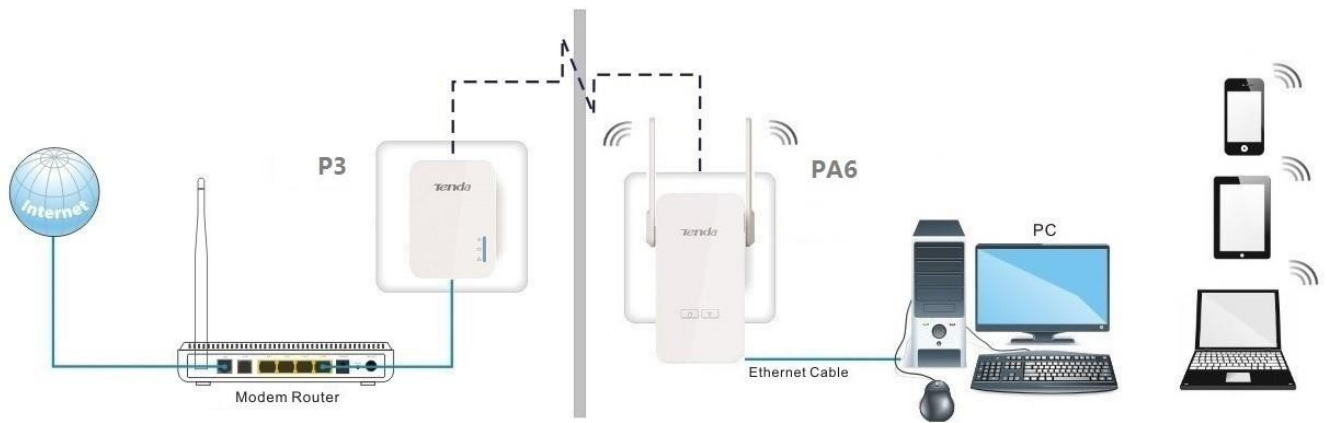 Internet
Modem Router
P3
Tenda
Tenda
PA6
Ethernet Cable
PC